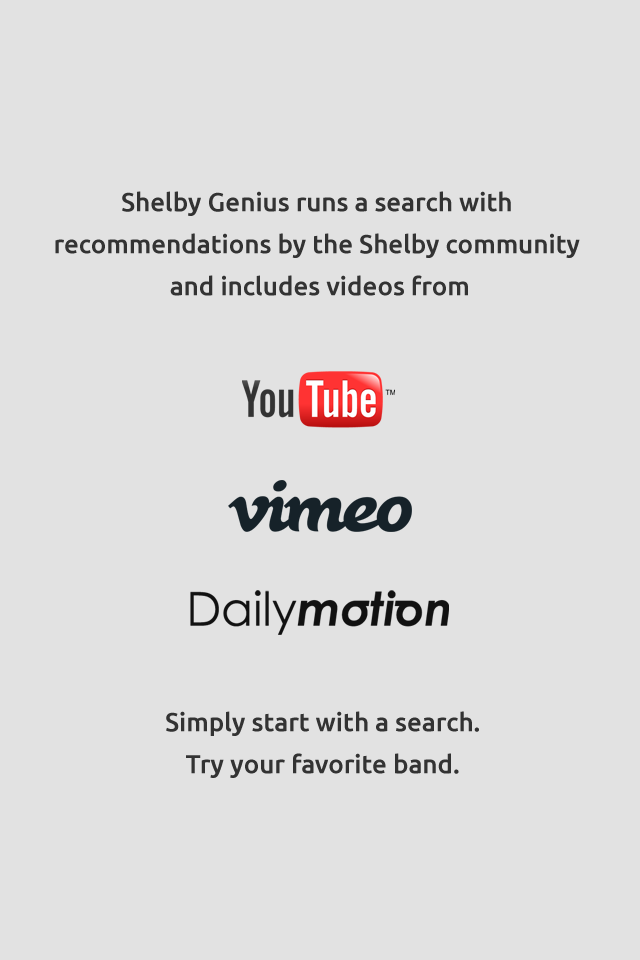 Shelby Genius runs a search with
recommendations by the Shelby community
and includes videos from
YouTube™
vimeo
Dailymotion
Simply start with a search.
Try your favorite band.